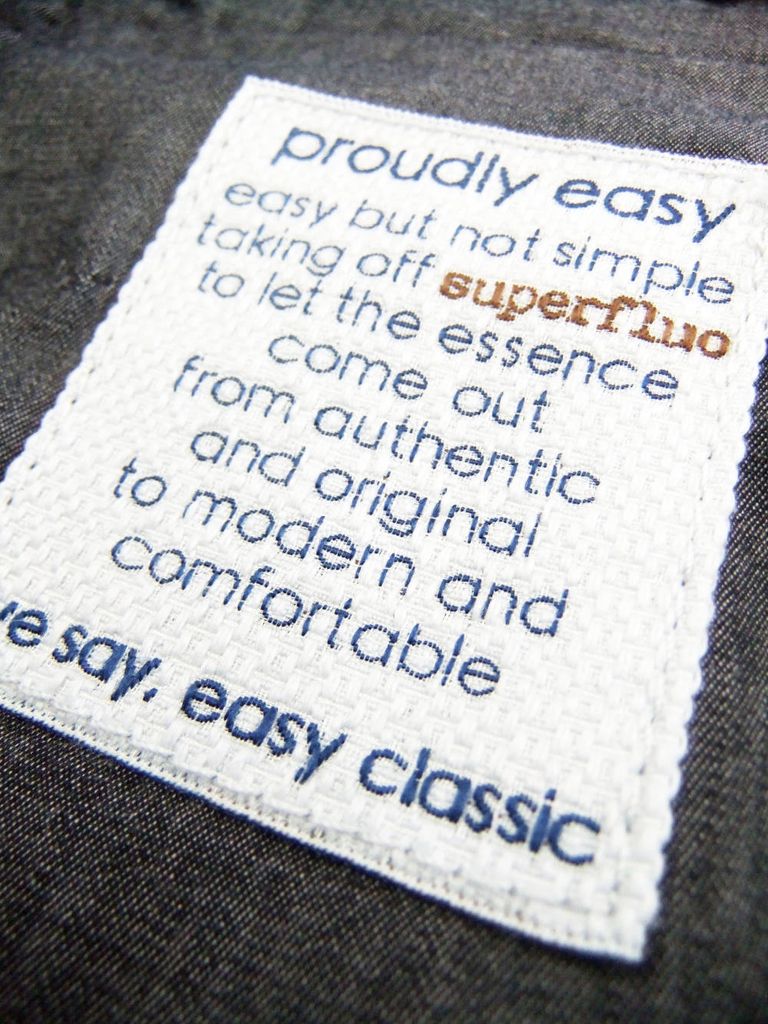 proudly easy
easy but not simple
taking off superfluo
to let the essence
come out
from authentic
and original
to modern and
comfortable
say. easy classic